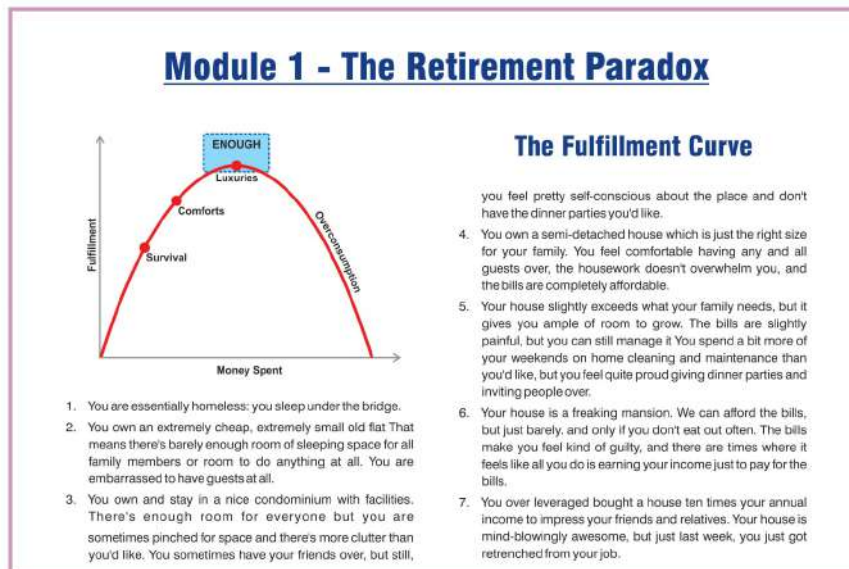 Module 1 - The Retirement Paradox
ENOUGH
Luxuries
Comforts
Survival
Overconsumption
Fulfillment
Money Spent
1. You are essentially homeless: you sleep under the bridge.
2. You own an extremely cheap, extremely small old flat That
means there's barely enough room of sleeping space for all
family members or room to do anything at all. You are
embarrassed to have guests at all.
3. You own and stay in a nice condominium with facilities.
There's enough room for everyone but you are
sometimes pinched for space and there's more clutter than
you'd like. You sometimes have your friends over, but still,
The Fulfillment Curve
you feel pretty self-conscious about the place and don't
have the dinner parties you'd like.
4. You own a semi-detached house which is just the right size
for your family. You feel comfortable having any and all
guests over, the housework doesn't overwhelm you, and
the bills are completely affordable.
5. Your house slightly exceeds what your family needs, but it
gives you ample of room to grow. The bills are slightly
painful, but you can still manage it You spend a bit more of
your weekends on home cleaning and maintenance than
you'd like, but you feel quite proud giving dinner parties and
inviting people over.
6. Your house is a freaking mansion. We can afford the bills,
but just barely, and only if you don't eat out often. The bills
make you feel kind of guilty, and there are times where it
feels like all you do is earning your income just to pay for the
bills.
7. You over leveraged bought a house ten times your annual
income to impress your friends and relatives. Your house is
mind-blowingly awesome, but just last week, you just got
retrenched from your job.